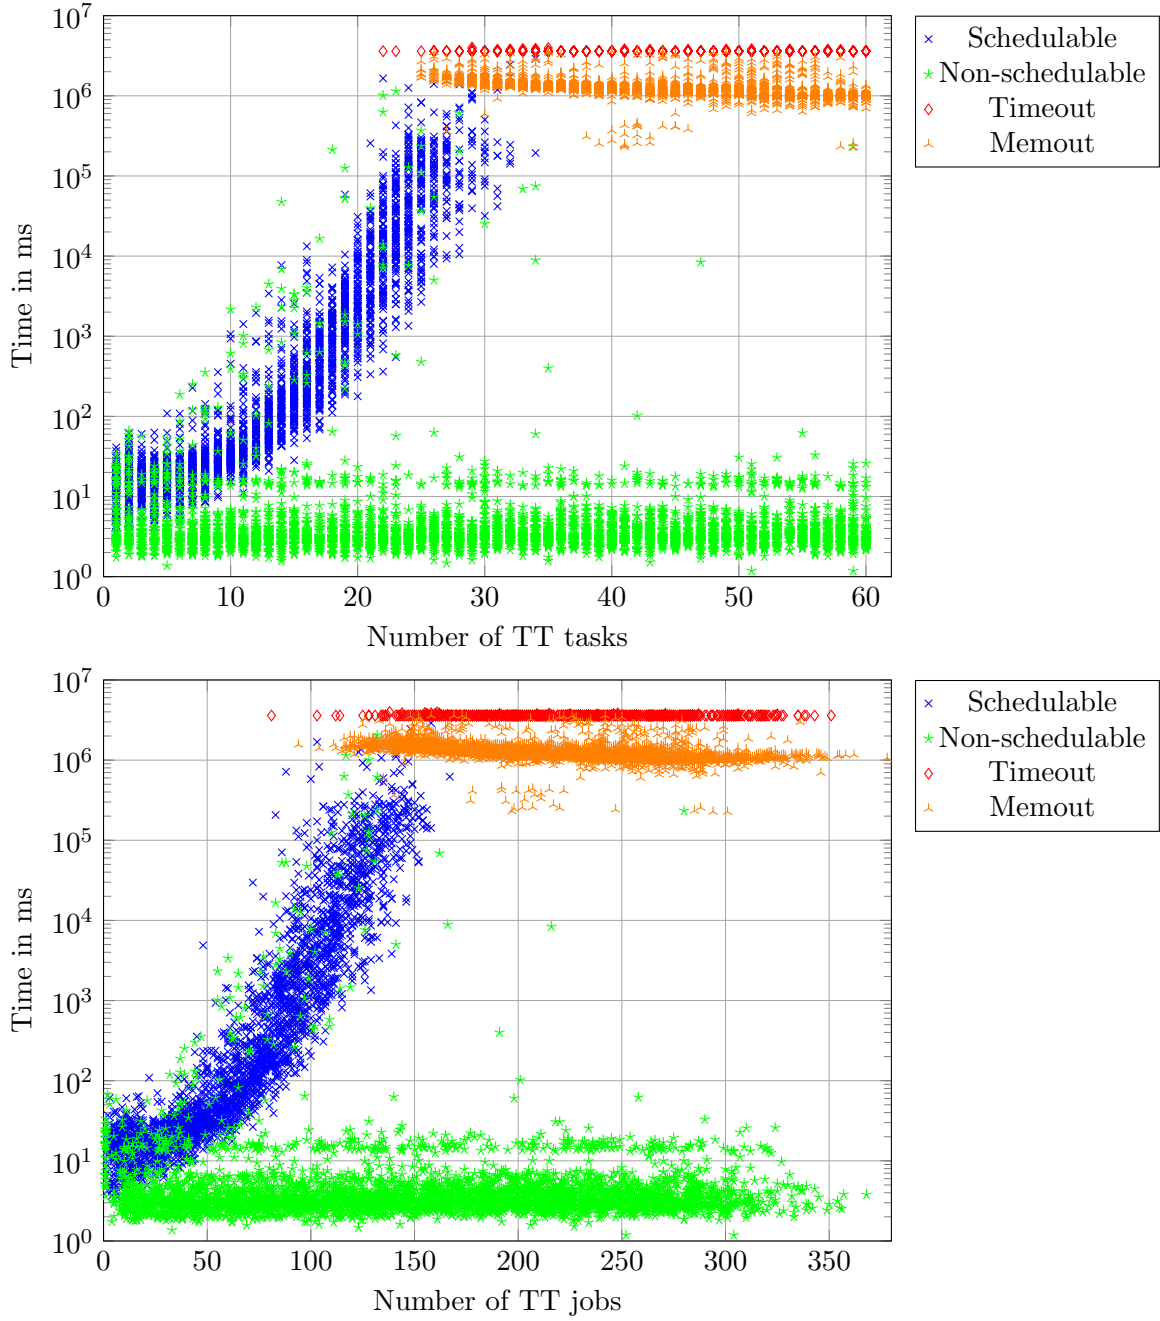 10^7
10^6
10^5
10^4
10^3
10^2
10^1
10^0
Time in ms
0 10 20 30 40 50 60
Number of TT tasks
Schedulable
Non-schedulable
Timeout
Memout
10^7
10^6
10^5
10^4
10^3
10^2
10^1
10^0
Time in ms
0 50 100 150 200 250 300 350
Number of TT jobs
Schedulable
Non-schedulable
Timeout
Memout